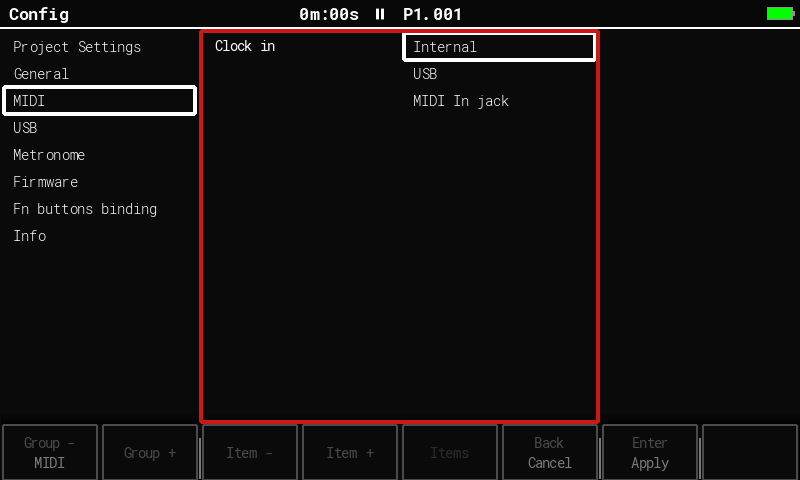 Config 0m:00s P1.001
Project Settings
General
MIDI
USB
Metronome
Firmware
Fn buttons binding
Info
Clock in
Internal
USB
MIDI In jack
Group -
MIDI
Group +
Item -
Item +
Items
Back
Cancel
Enter
Apply